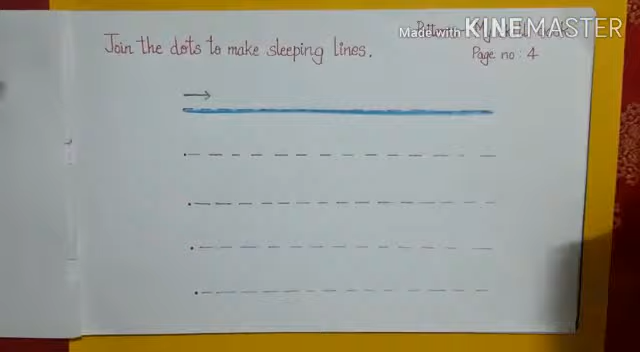 Made with KINEMASTER
Join the dots to make sleeping lines.
Page no : 4